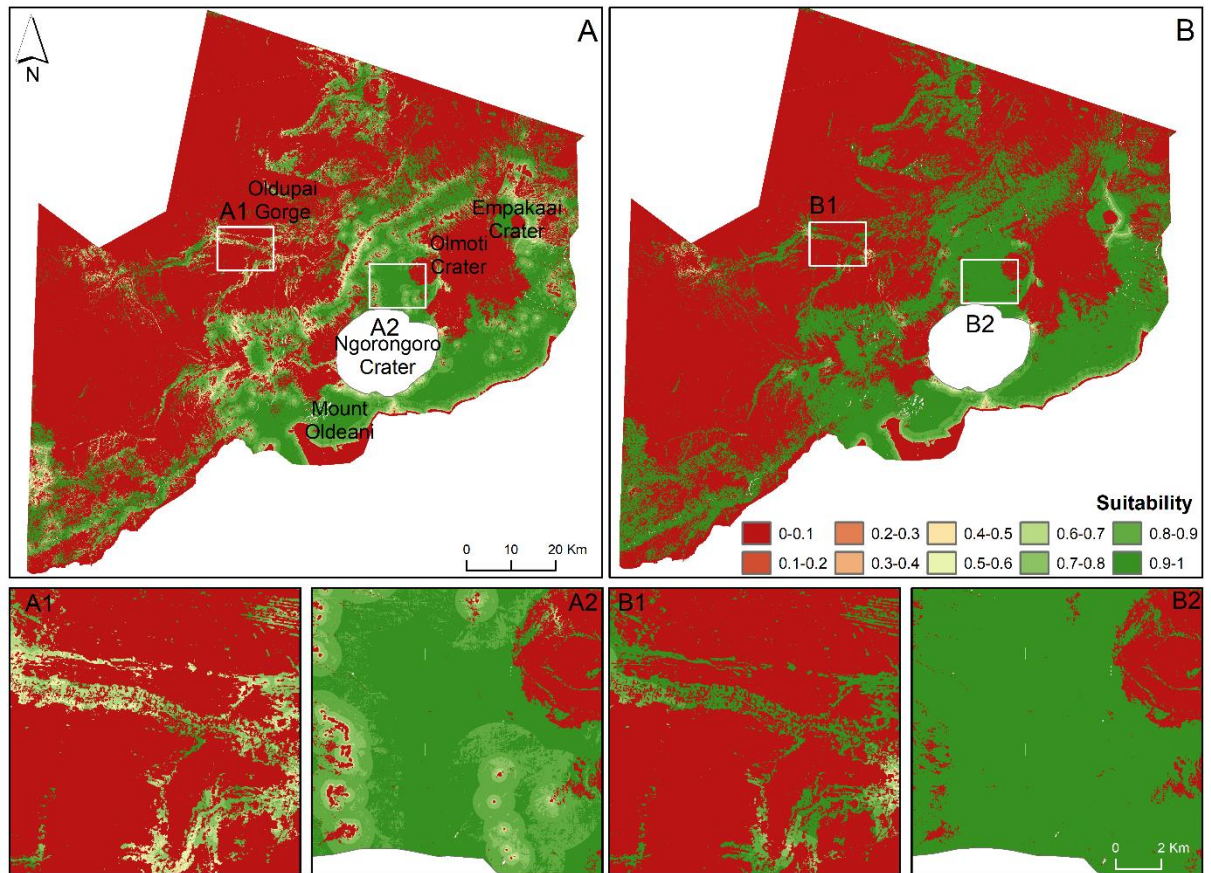 A
N
Oldupai
Gorge
A1
Empakaai
Crater
Olmoti
Crater
A2
Ngorongoro
Crater
Mount
Oldeani
0 10 20 Km
B
B1
B2
Suitability
0-0.1 0.2-0.3 0.4-0.5 0.6-0.7 0.8-0.9
0.1-0.2 0.3-0.4 0.5-0.6 0.7-0.8 0.9-1
A1
A2
B1
B2
0 2 Km